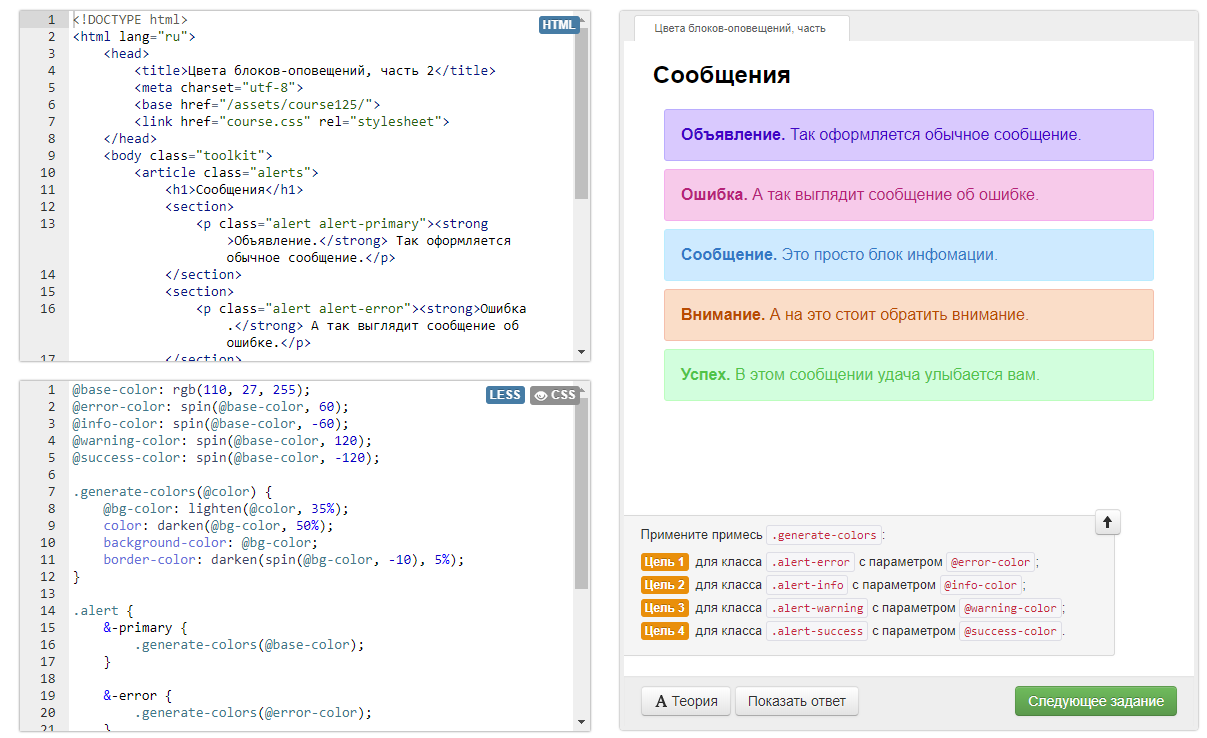 1 <!DOCTYPE html>
HTML
2 <html lang="ru">
3 <head>
4 <title>Цвета блоков-оповещений, часть 2</title>
5 <meta charset="utf-8">
6 <base href="/assets/course125/">
7 <link href="course.css" rel="stylesheet">
8 </head>
9 <body class="toolkit">
10 <article class="alerts">
11 <h1>Сообщения</h1>
12 <section>
13 <p class="alert alert-primary"><strong
>Объявление.</strong> Так оформляется
обычное сообщение.</p>
14 </section>
15 <section>
16 <p class="alert alert-error"><strong>Ошибка
.</strong> А так выглядит сообщение об
ошибке.</p>
17 </section>
1 @base-color: rgb(110, 27, 255);
LESS CSS
2 @error-color: spin(@base-color, 60);
3 @info-color: spin(@base-color, -60);
4 @warning-color: spin(@base-color, 120);
5 @success-color: spin(@base-color, -120);
6
7 .generate-colors(@color) {
8 @bg-color: lighten(@color, 35%);
9 color: darken(@bg-color, 50%);
10 background-color: @bg-color;
11 border-color: darken(spin(@bg-color, -10), 5%);
12 }
13
14 .alert {
15 &-primary {
16 .generate-colors(@base-color);
17 }
18
19 &-error {
20 .generate-colors(@error-color);
21 }
Цвета блоков-оповещений, часть
Сообщения
Объявление. Так оформляется обычное сообщение.
Ошибка. А так выглядит сообщение об ошибке.
Сообщение. Это просто блок инфомации.
Внимание. А на это стоит обратить внимание.
Успех. В этом сообщении удача улыбается вам.
Примените примесь .generate-colors:
Цель 1 для класса .alert-error с параметром @error-color;
Цель 2 для класса .alert-info с параметром @info-color;
Цель 3 для класса .alert-warning с параметром @warning-color;
Цель 4 для класса .alert-success с параметром @success-color.
A Теория
Показать ответ
Следующее задание